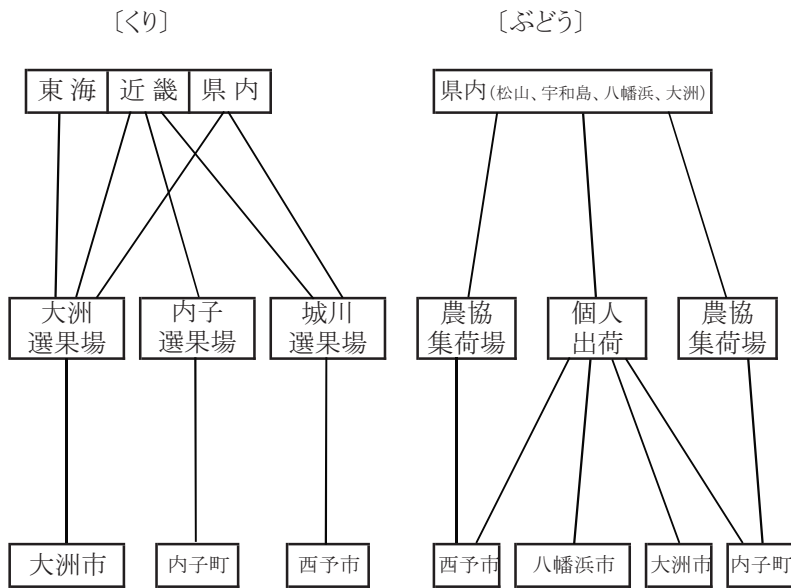 〔くり〕
〔ぶどう〕
東海
近畿
県内
県内(松山、宇和島、八幡浜、大洲)
大洲
選果場
内子
選果場
城川
選果場
農協
集荷場
個人
出荷
農協
集荷場
大洲市
内子町
西予市
西予市
八幡浜市
大洲市
内子町